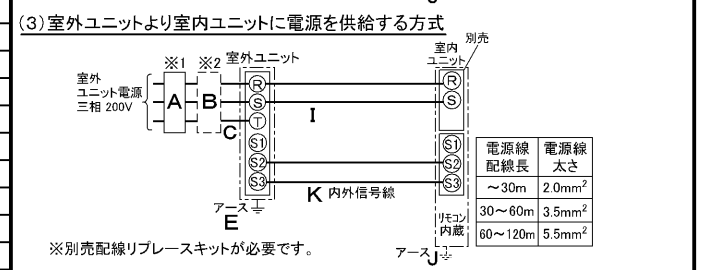 (3)室外ユニットより室内ユニットに電源を供給する方式
※1 ※2 室外ユニット
室内ユニット
別売
室外ユニット電源
三相 200V
A
B
C
R
S
T
S1
S2
S3
I
K 内外信号線
R
S
S1
S2
S3
アース
E
リモコン内蔵
アース
J
電源線配線長 電源線太さ
～30m 2.0mm²
30～60m 3.5mm²
60～120m 5.5mm²
※別売配線リプレースキットが必要です。